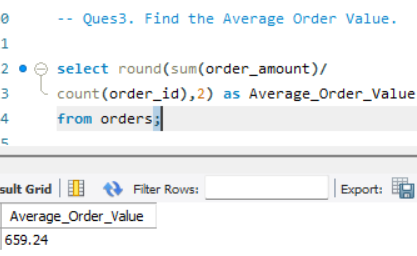 0 -- Ques3. Find the Average Order Value.
1
2 select round(sum(order_amount)/
3 count(order_id),2) as Average_Order_Value
4 from orders;
5
sult Grid Filter Rows: Export:
Average_Order_Value
659.24